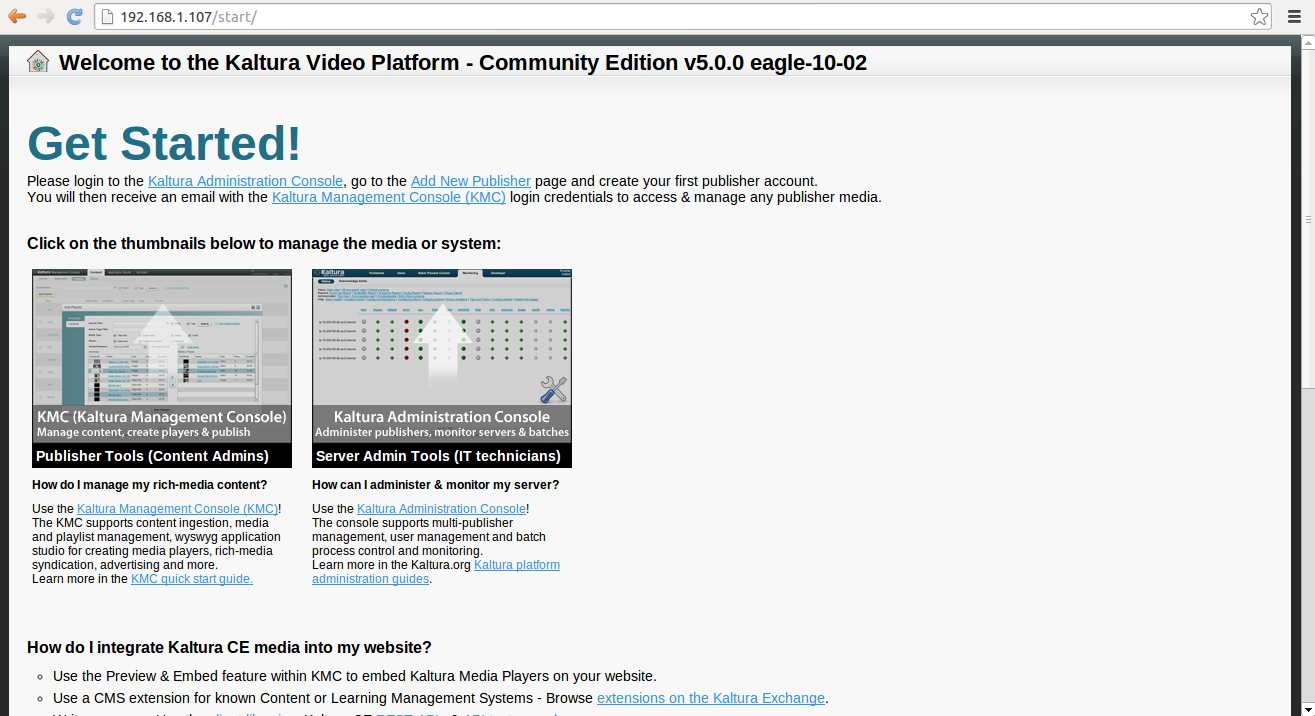 192.168.1.107/start/
Welcome to the Kaltura Video Platform - Community Edition v5.0.0 eagle-10-02
Get Started!
Please login to the Kaltura Administration Console, go to the Add New Publisher page and create your first publisher account.
You will then receive an email with the Kaltura Management Console (KMC) login credentials to access & manage any publisher media.
Click on the thumbnails below to manage the media or system:
KMC (Kaltura Management Console)
Manage content, create players & publish
Publisher Tools (Content Admins)
Kaltura
Kaltura Administration Console
Administer publishers, monitor servers & batches
Server Admin Tools (IT technicians)
How do I manage my rich-media content?
Use the Kaltura Management Console (KMC)!
The KMC supports content ingestion, media
and playlist management, wyswyg application
studio for creating media players, rich-media
syndication, advertising and more.
Learn more in the KMC quick start guide.
How can I administer & monitor my server?
Use the Kaltura Administration Console!
The console supports multi-publisher
management, user management and batch
process control and monitoring.
Learn more in the Kaltura.org Kaltura platform
administration guides.
How do I integrate Kaltura CE media into my website?
Use the Preview & Embed feature within KMC to embed Kaltura Media Players on your website.
Use a CMS extension for known Content or Learning Management Systems - Browse extensions on the Kaltura Exchange.